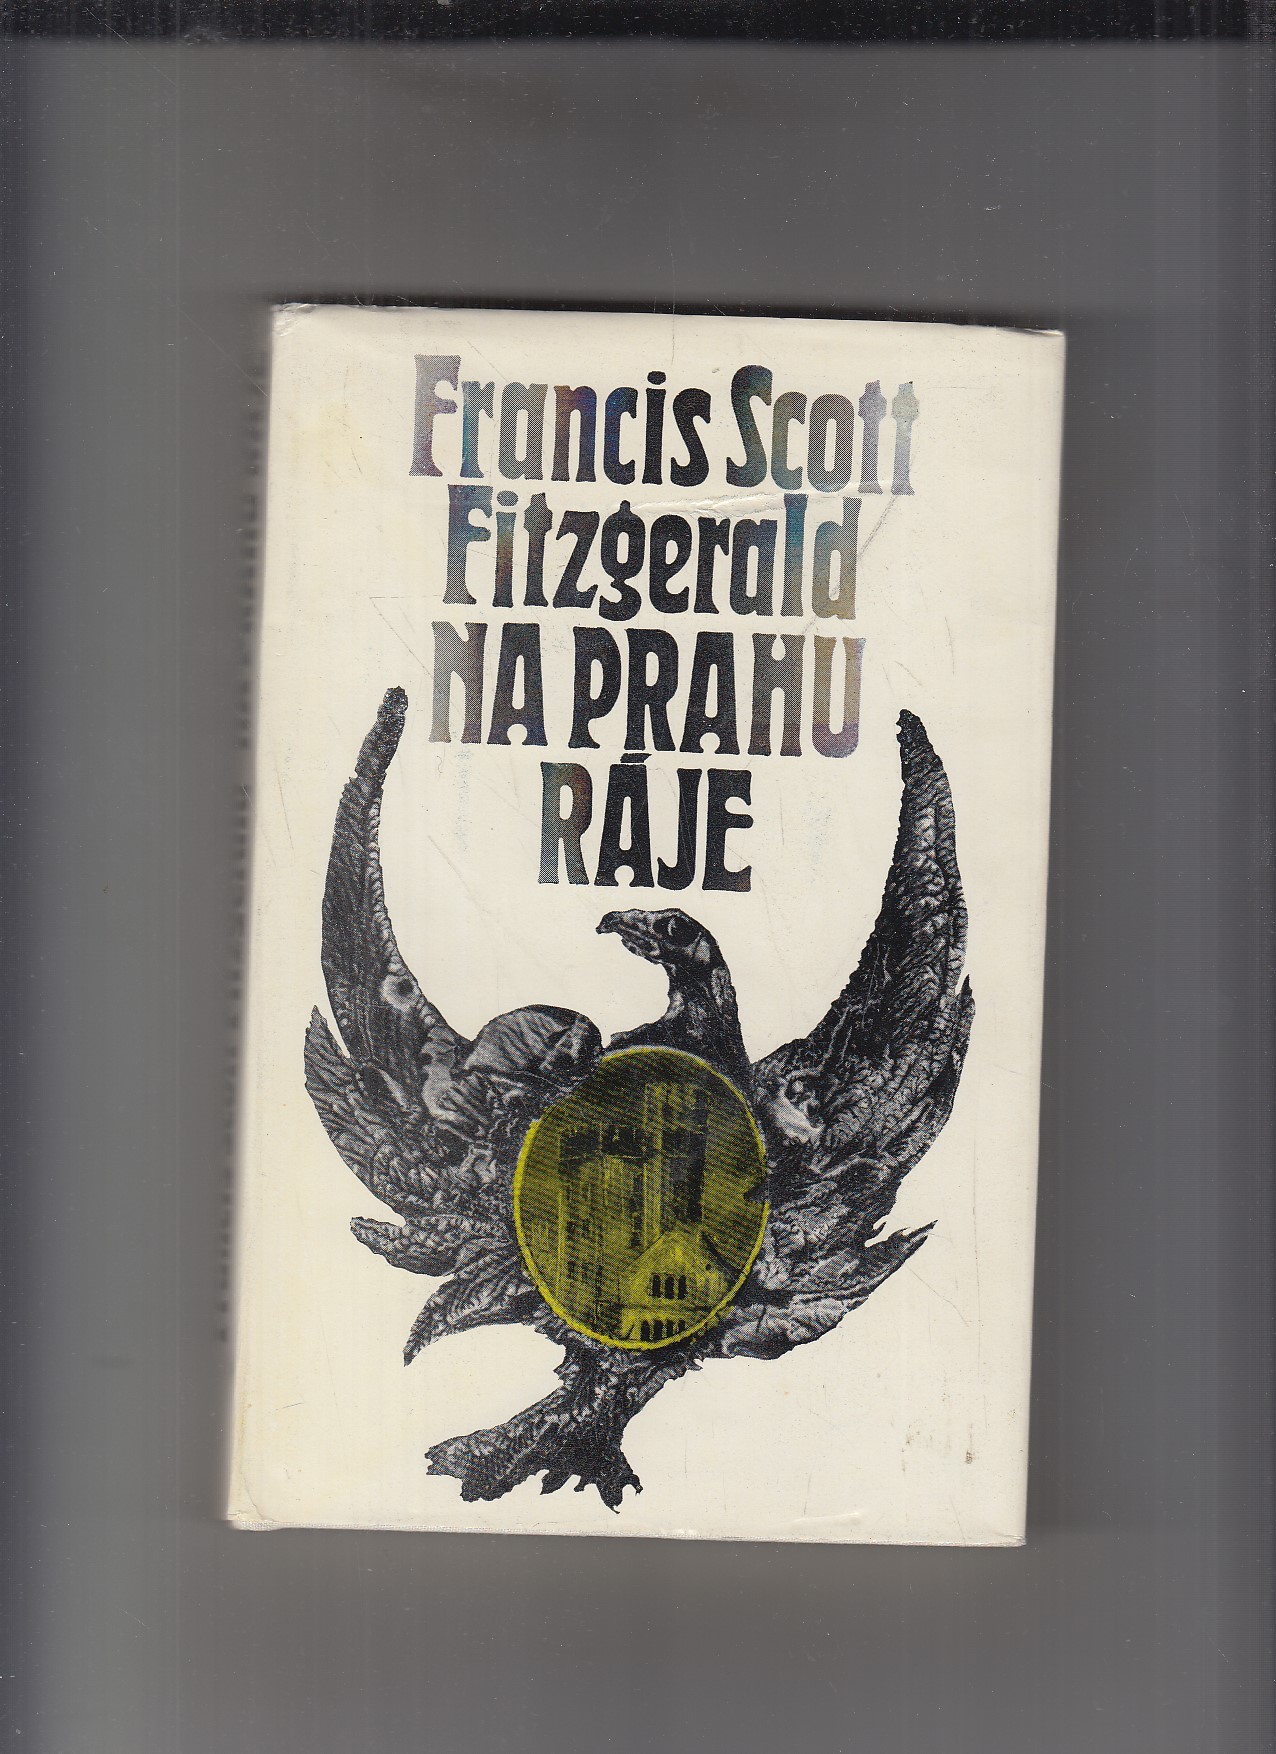 Francis Scott
Fitzgerald
NA PRAHU
RÁJE